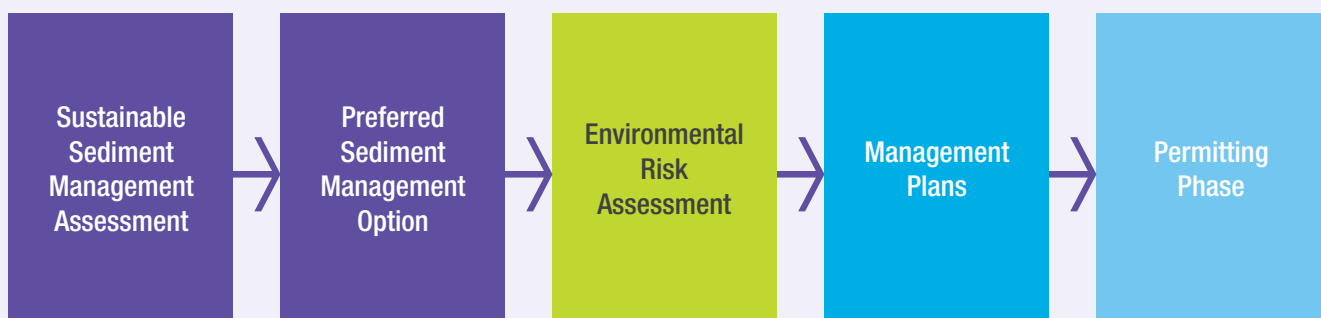 Sustainable
Sediment
Management
Assessment
Preferred
Sediment
Management
Option
Environmental
Risk
Assessment
Management
Plans
Permitting
Phase